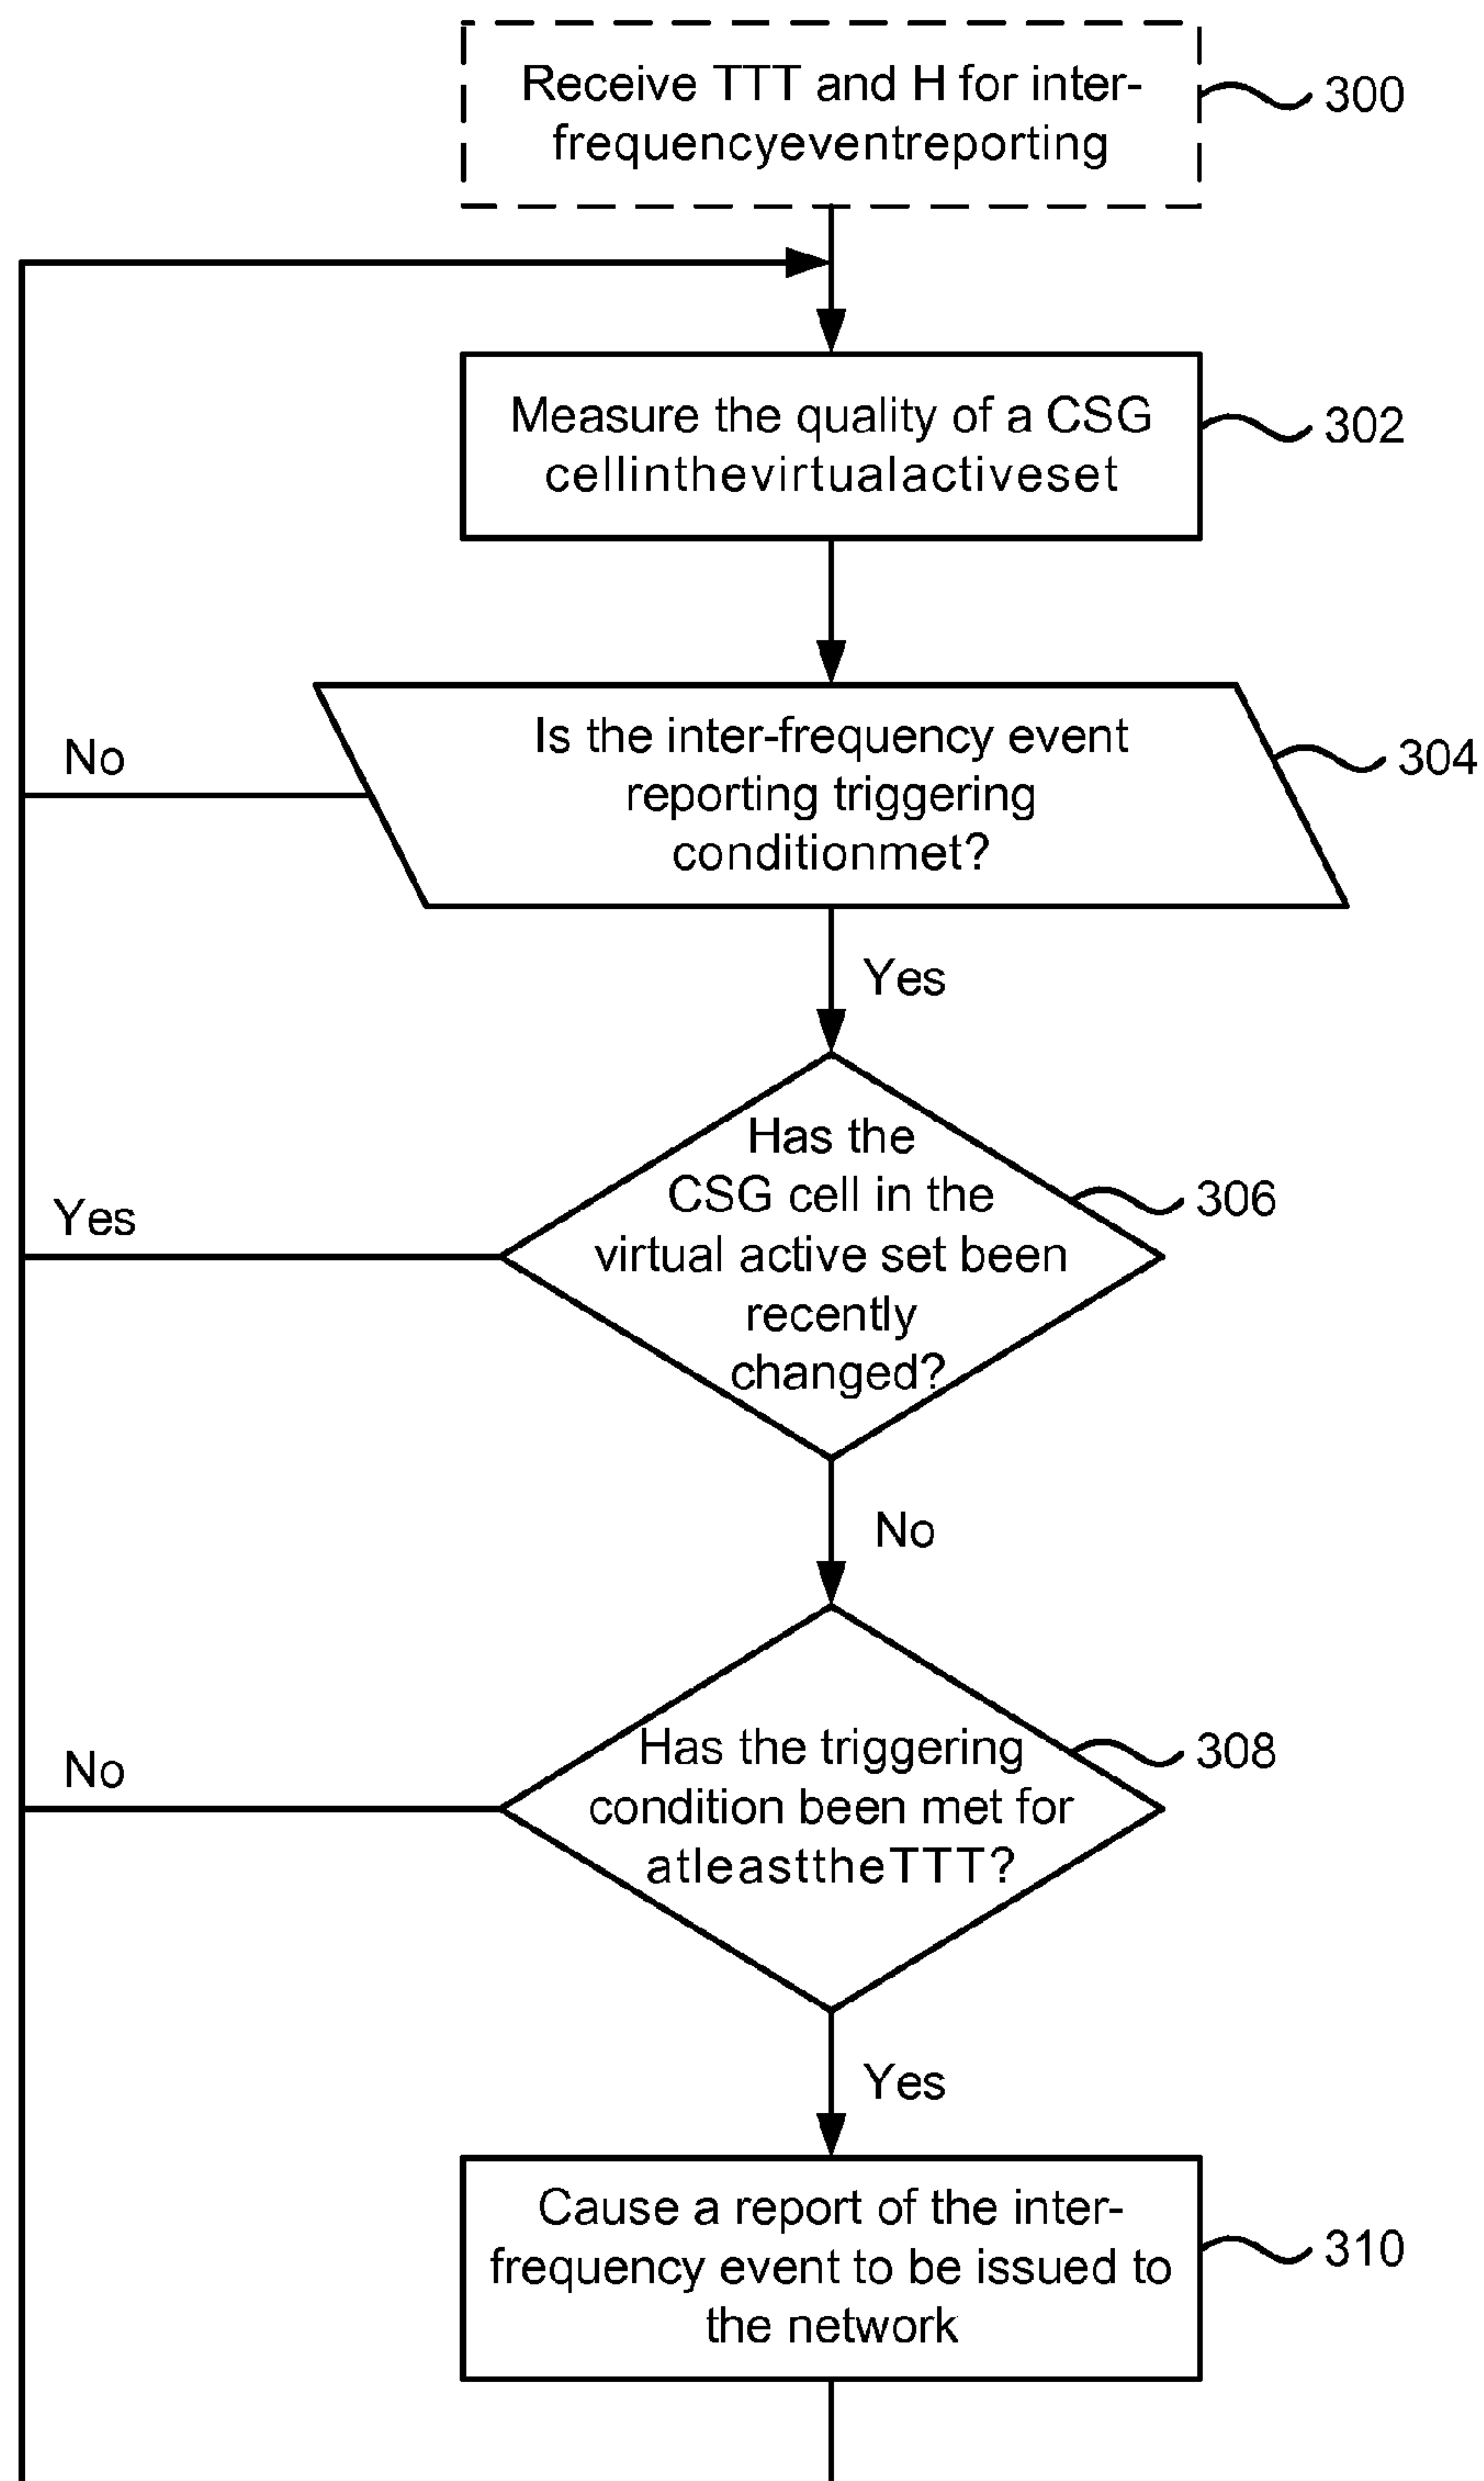 Receive TTT and H for inter-
frequencyeventreporting
300
Measure the quality of a CSG
cellinthevirtualactiveset
302
Is the inter-frequency event
reporting triggering
conditionmet?
304
No
Yes
Has the
CSG cell in the
virtual active set been
recently
changed?
306
Yes
No
Has the triggering
condition been met for
atleasttheTTT?
308
No
Yes
Cause a report of the inter-
frequency event to be issued to
the network
310